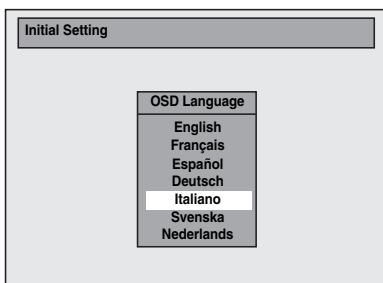 Initial Setting
OSD Language
English
Français
Español
Deutsch
Italiano
Svenska
Nederlands